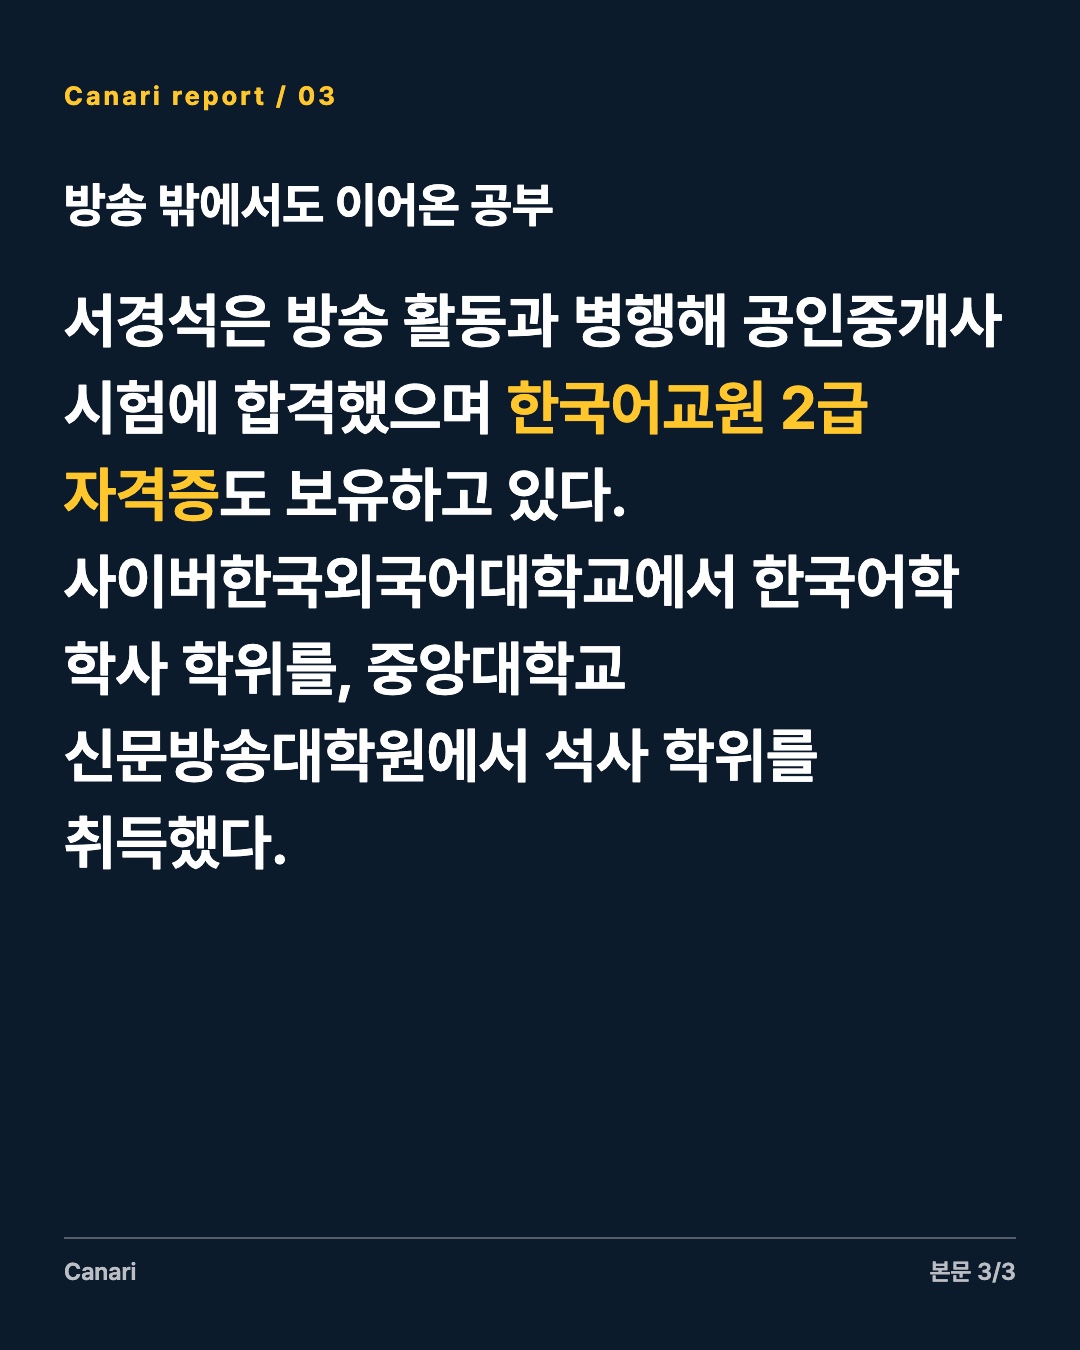 Canari report / 03
방송 밖에서도 이어온 공부
서경석은 방송 활동과 병행해 공인중개사
시험에 합격했으며 한국어교원 2급
자격증도 보유하고 있다.
사이버한국외국어대학교에서 한국어학
학사 학위를, 중앙대학교
신문방송대학원에서 석사 학위를
취득했다.
Canari
본문 3/3